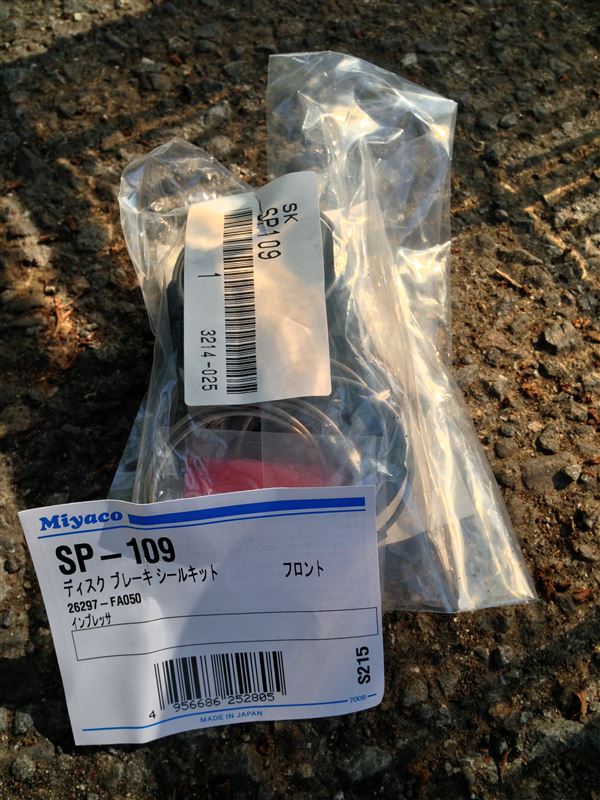 SK
SP109
1
3214-025
Miyaco
SP-109
ディスク ブレーキ シールキット フロント
26297-FA050
インプレッサ
S215
4 956686 252805
7008
MADE IN JAPAN